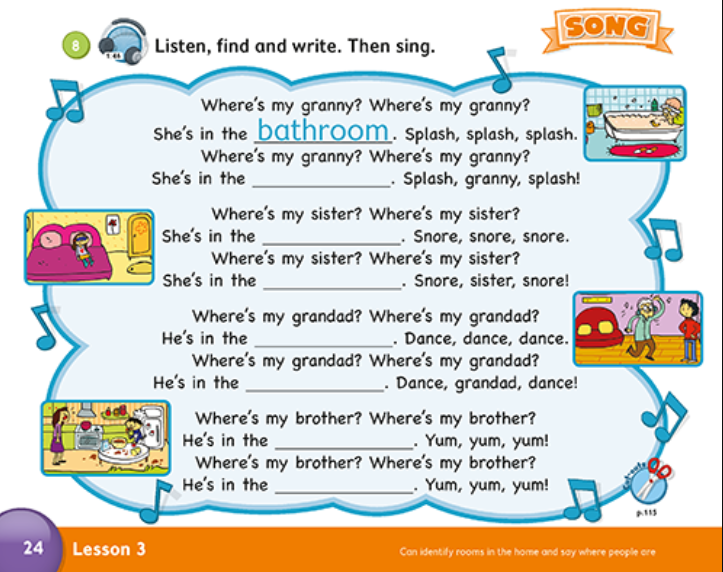 8 1:46 Listen, find and write. Then sing.
SONG
Where's my granny? Where's my granny?
She's in the bathroom. Splash, splash, splash.
Where's my granny? Where's my granny?
She's in the ______________. Splash, granny, splash!
Where's my sister? Where's my sister?
She's in the ______________. Snore, snore, snore.
Where's my sister? Where's my sister?
She's in the ______________. Snore, sister, snore!
Where's my grandad? Where's my grandad?
He's in the ______________. Dance, dance, dance.
Where's my grandad? Where's my grandad?
He's in the ______________. Dance, grandad, dance!
Where's my brother? Where's my brother?
He's in the ______________. Yum, yum, yum!
Where's my brother? Where's my brother?
He's in the ______________. Yum, yum, yum!
Cut-outs
p.115
24 Lesson 3 Can identify rooms in the home and say where people are